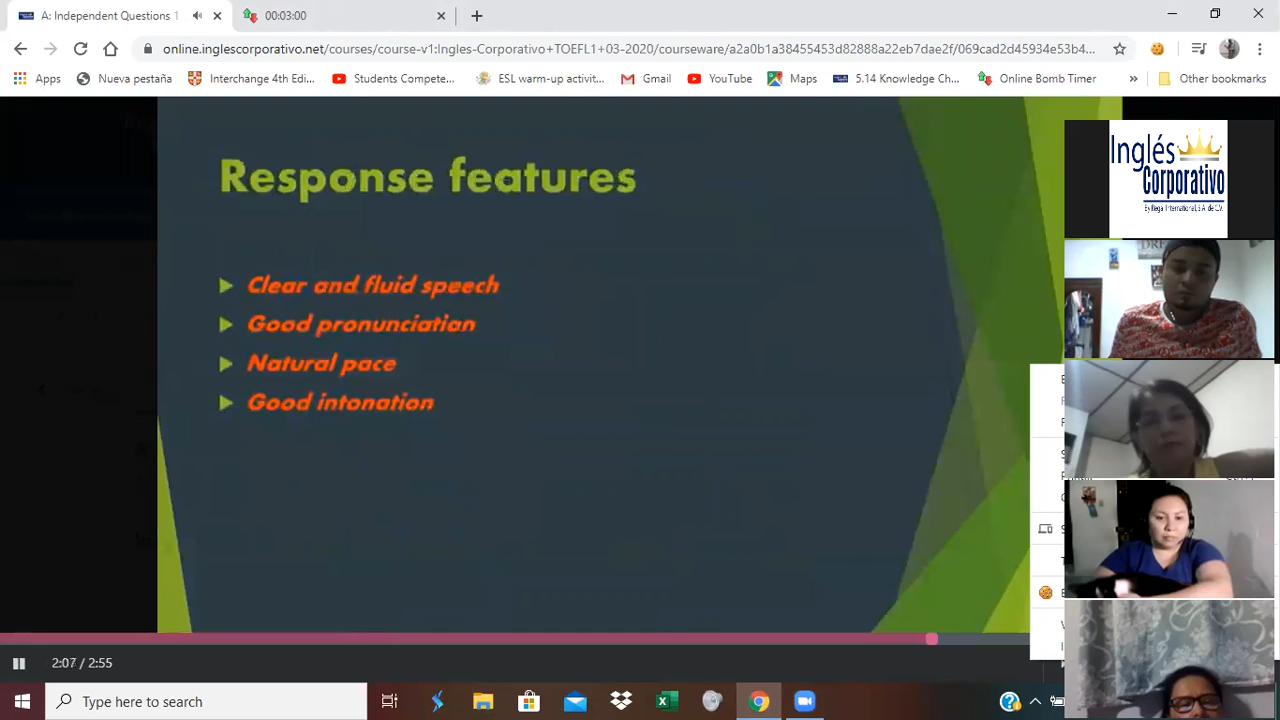 A: Independent Questions 1
00:03:00
online.inglescorporativo.net/courses/course-v1:Ingles-Corporativo+TOEFL1+03-2020/courseware/a2a0b1a38455453d82888a22eb7dae2f/069cad2d45934e53b4...
Apps
Nueva pestaña
Interchange 4th Edi...
Students Compete...
ESL warm-up activit...
Gmail
YouTube
Maps
5.14 Knowledge Ch...
Online Bomb Timer
»
Other bookmarks
Response features
Clear and fluid speech
Good pronunciation
Natural pace
Good intonation
Inglés
Corporativo
2:07 / 2:55
Type here to search